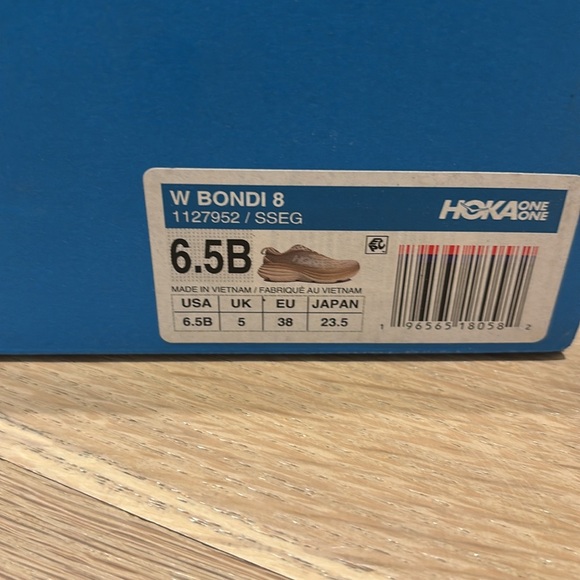 W BONDI 8
1127952 / SSEG
HOKA ONE ONE
6.5B
MADE IN VIETNAM / FABRIQUÉ AU VIETNAM
USA UK EU JAPAN
6.5B 5 38 23.5
1 96565 18058 2